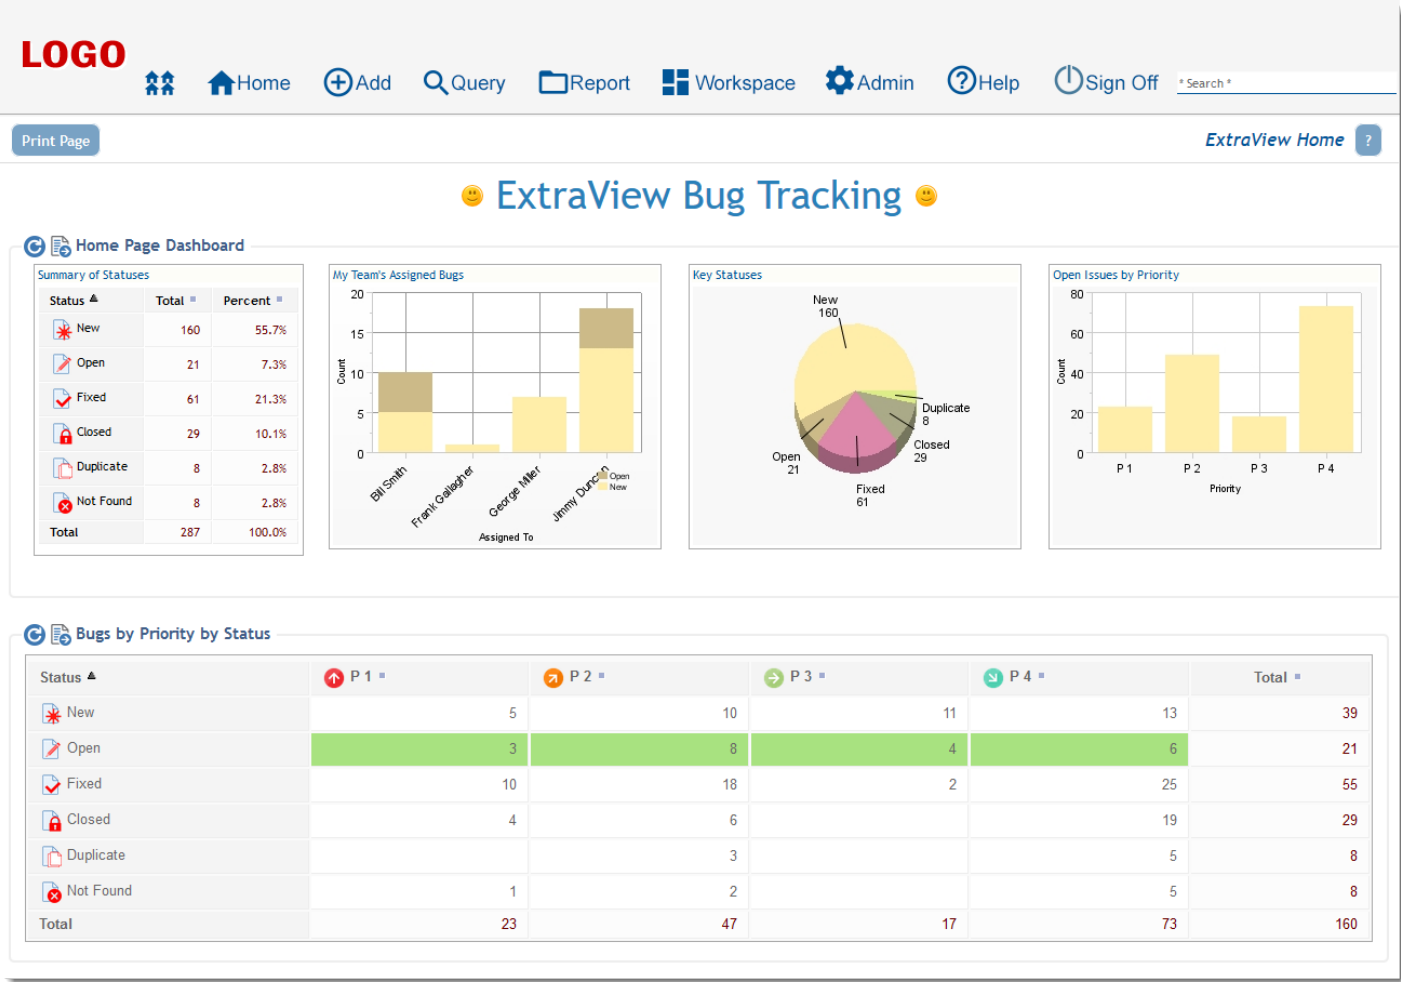 LOGO
Home Add Query Report Workspace Admin Help Sign Off * Search *
Print Page
ExtraView Home ?
ExtraView Bug Tracking
Home Page Dashboard
Summary of Statuses
Status Total Percent
New 160 55.7%
Open 21 7.3%
Fixed 61 21.3%
Closed 29 10.1%
Duplicate 8 2.8%
Not Found 8 2.8%
Total 287 100.0%
My Team's Assigned Bugs
20
15
10
5
0
Count
Bill Smith
Frank Gallagher
George Miller
Jimmy Duncan
Open
New
Assigned To
Key Statuses
New
160
Duplicate
8
Closed
29
Open
21
Fixed
61
Open Issues by Priority
80
60
40
20
0
Count
P 1 P 2 P 3 P 4
Priority
Bugs by Priority by Status
Status P 1 P 2 P 3 P 4 Total
New 5 10 11 13 39
Open 3 8 4 6 21
Fixed 10 18 2 25 55
Closed 4 6 19 29
Duplicate 3 5 8
Not Found 1 2 5 8
Total 23 47 17 73 160